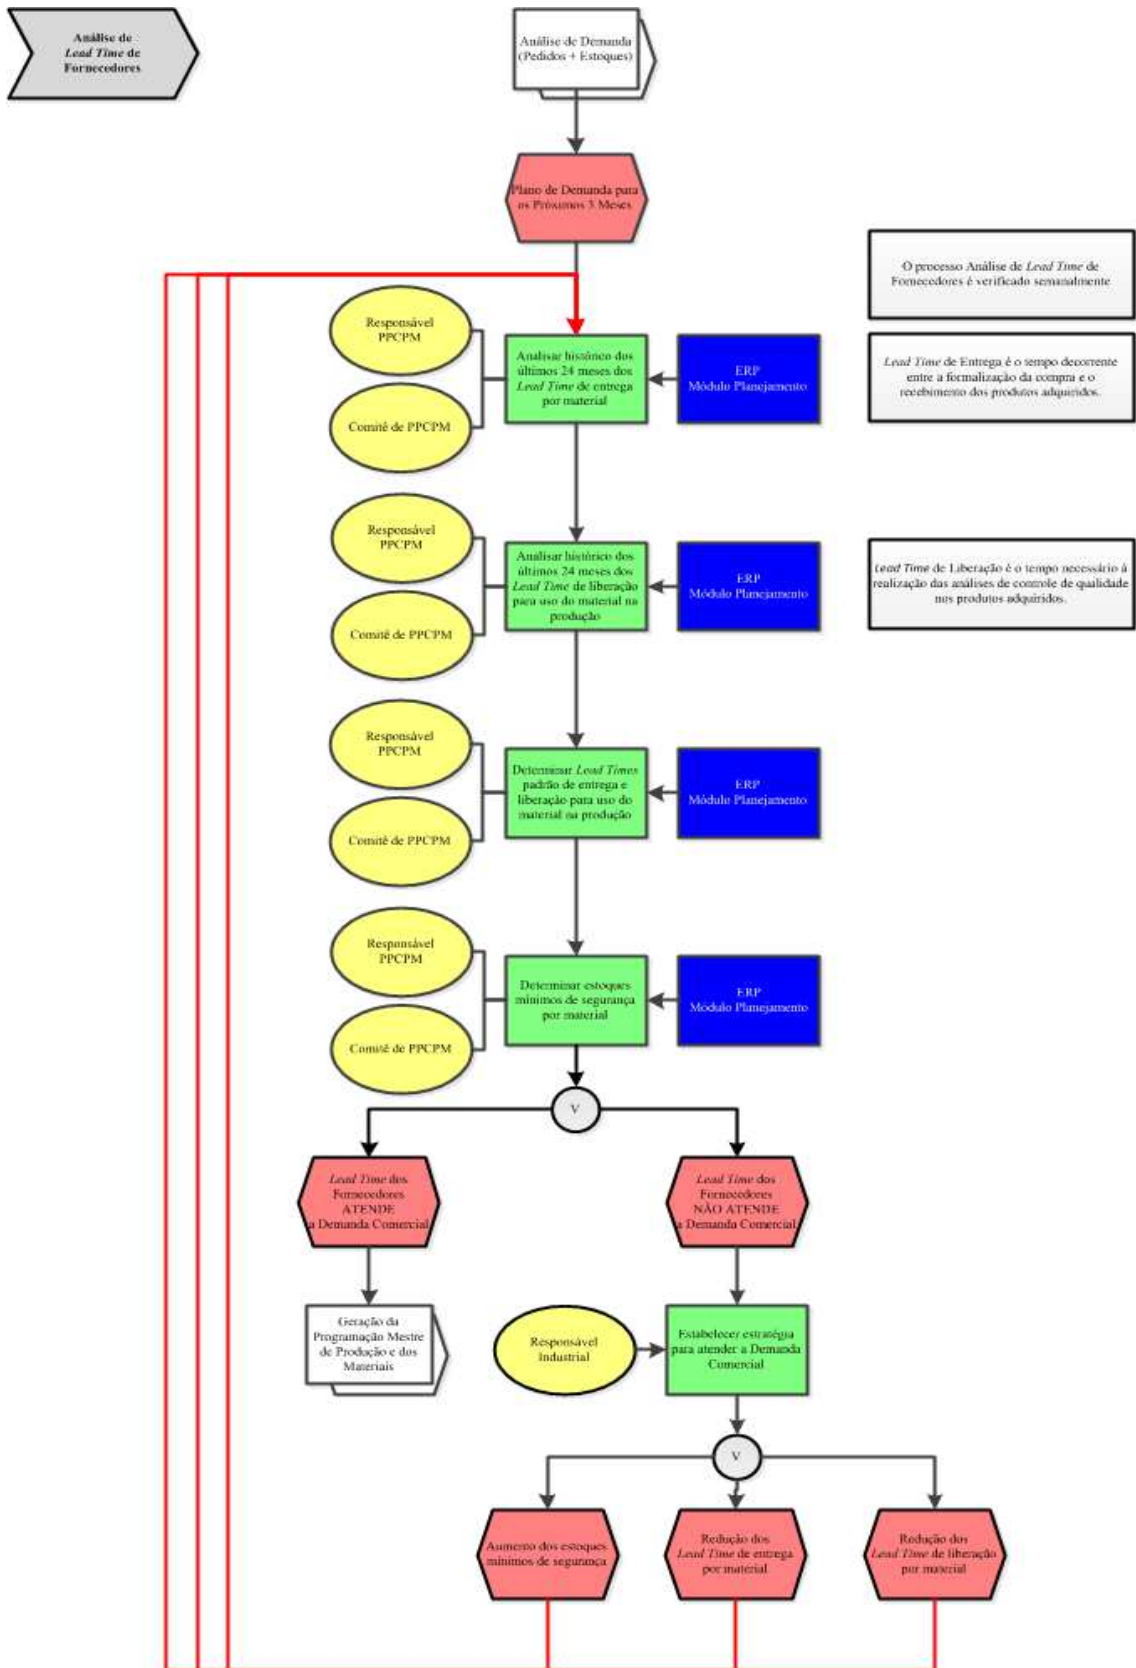 Análise de
Lead Time de
Fornecedores
Análise de Demanda
(Pedidos + Estoques)
Plano de Demanda para
os Próximos 3 Meses
O processo Análise de Lead Time de
Fornecedores é verificado semanalmente
Responsável
PPCPM
Comitê de PPCPM
Analisar histórico dos
últimos 24 meses dos
Lead Time de entrega
por material
ERP
Módulo Planejamento
Lead Time de Entrega é o tempo decorrente
entre a formalização da compra e o
recebimento dos produtos adquiridos.
Responsável
PPCPM
Comitê de PPCPM
Analisar histórico dos
últimos 24 meses dos
Lead Time de liberação
para uso do material na
produção
ERP
Módulo Planejamento
Lead Time de Liberação é o tempo necessário à
realização das análises de controle de qualidade
nos produtos adquiridos.
Responsável
PPCPM
Comitê de PPCPM
Determinar Lead Times
padrão de entrega e
liberação para uso do
material na produção
ERP
Módulo Planejamento
Responsável
PPCPM
Comitê de PPCPM
Determinar estoques
mínimos de segurança
por material
ERP
Módulo Planejamento
V
Lead Time dos
Fornecedores
ATENDE
a Demanda Comercial
Lead Time dos
Fornecedores
NÃO ATENDE
a Demanda Comercial
Geração da
Programação Mestre
de Produção e dos
Materiais
Responsável
Industrial
Estabelecer estratégia
para atender a Demanda
Comercial
V
Aumento dos estoques
mínimos de segurança
Redução dos
Lead Time de entrega
por material
Redução dos
Lead Time de liberação
por material